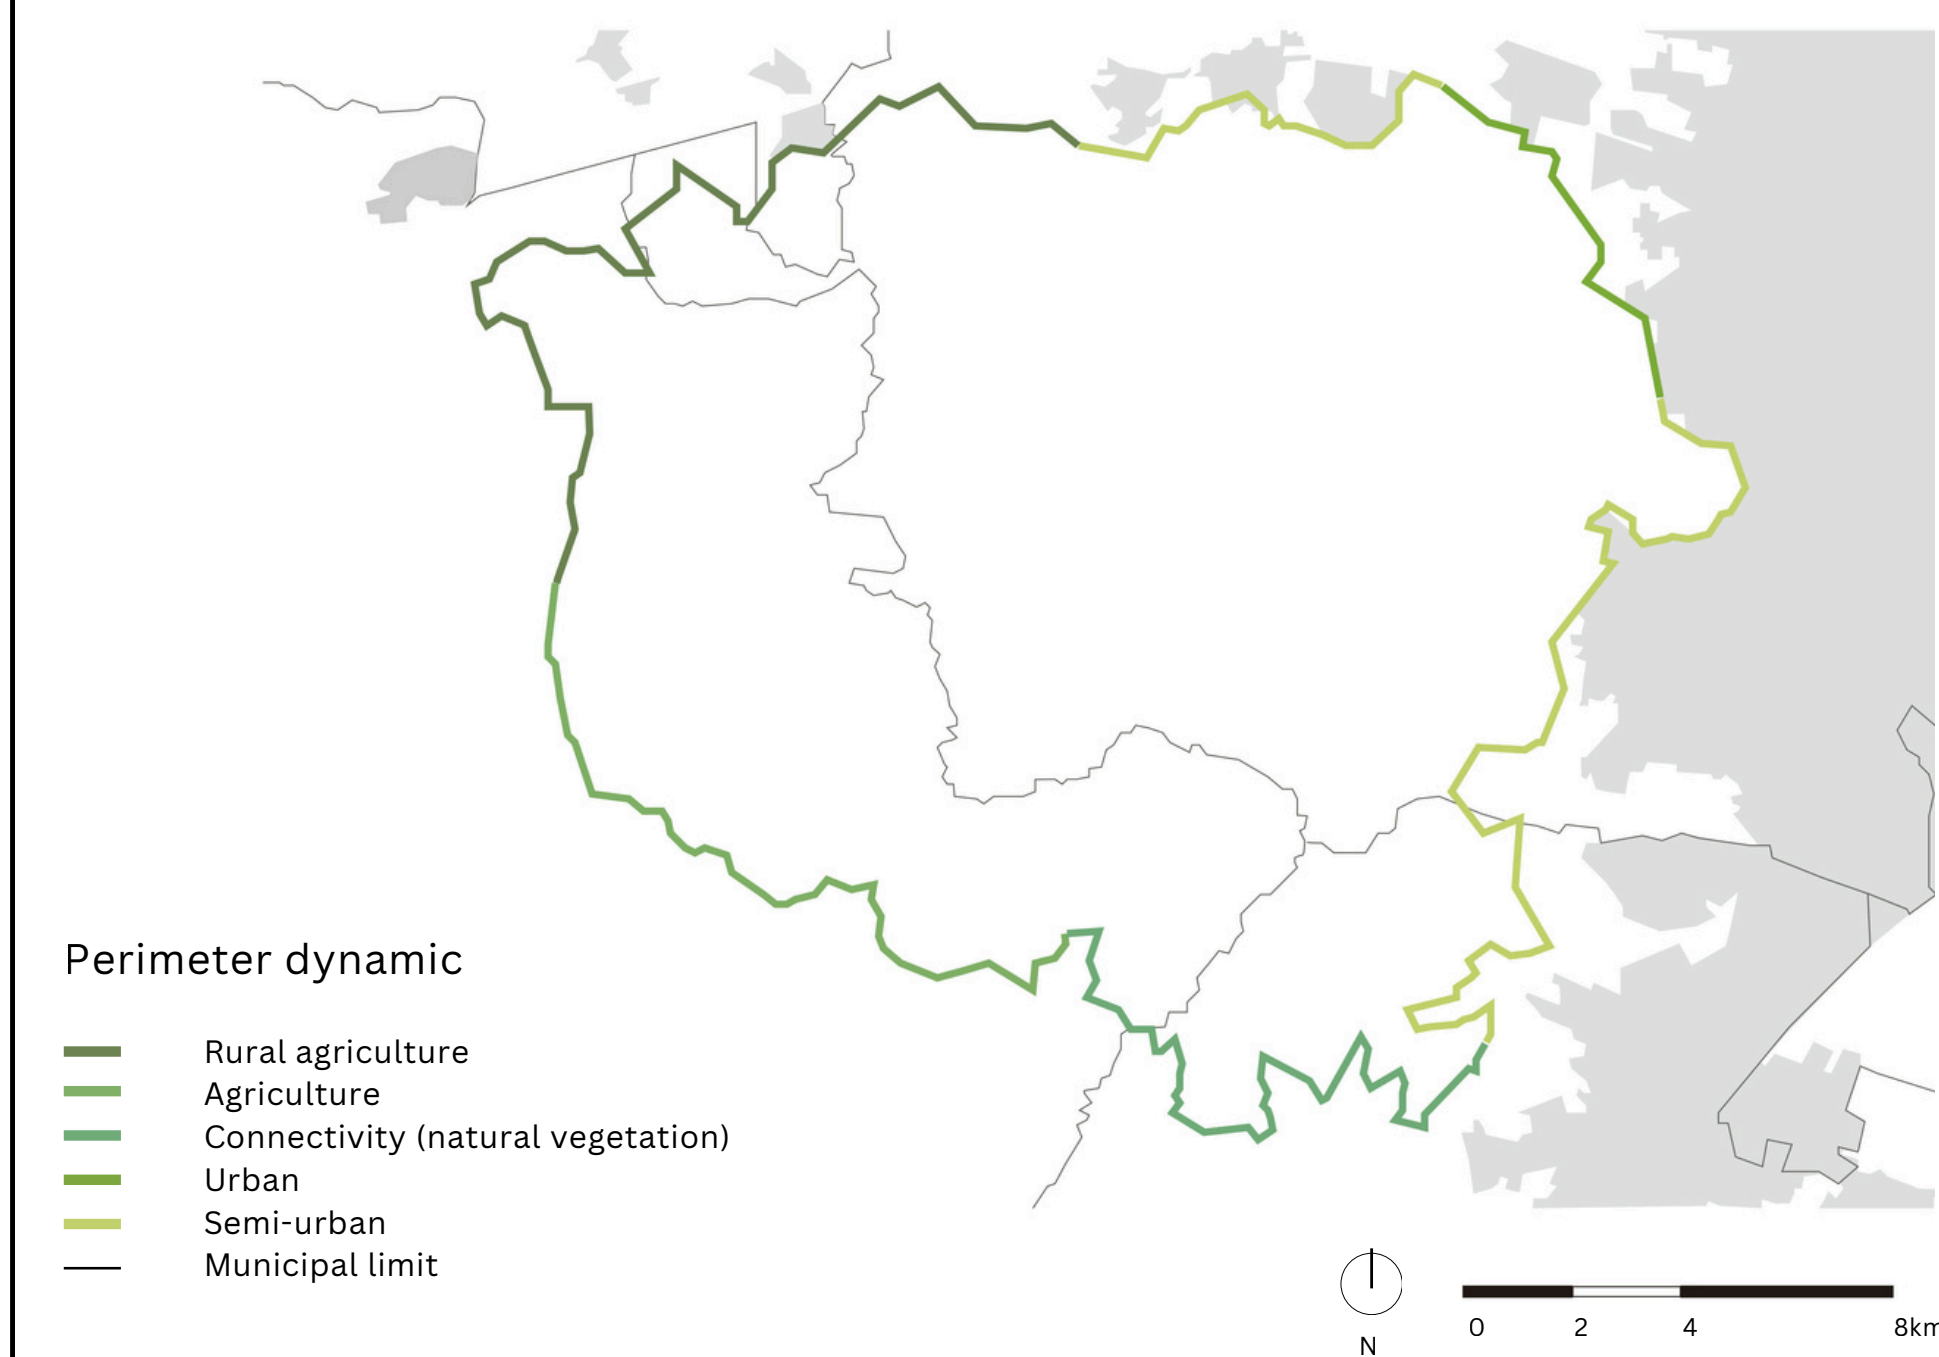 Perimeter dynamic
Rural agriculture
Agriculture
Connectivity (natural vegetation)
Urban
Semi-urban
Municipal limit
N
0 2 4 8km